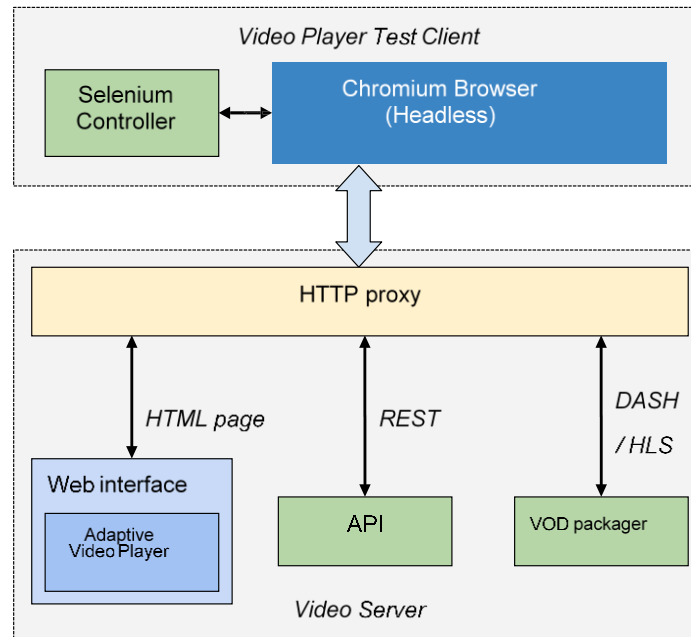 Video Player Test Client
Selenium
Controller
Chromium Browser
(Headless)
HTTP proxy
HTML page
REST
DASH
/ HLS
Web interface
Adaptive
Video Player
API
VOD packager
Video Server